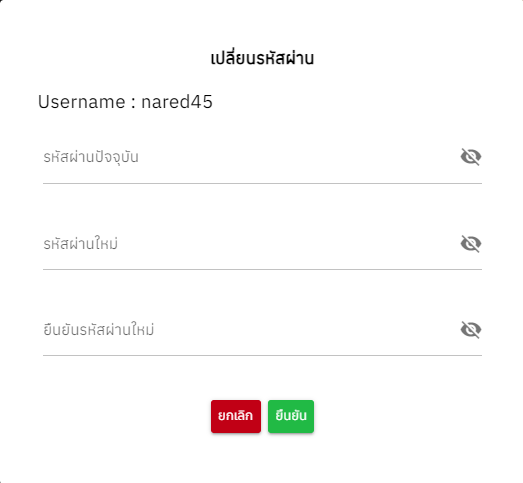 เปลี่ยนรหัสผ่าน
Username : nared45
รหัสผ่านปัจจุบัน
รหัสผ่านใหม่
ยืนยันรหัสผ่านใหม่
ยกเลิก ยืนยัน